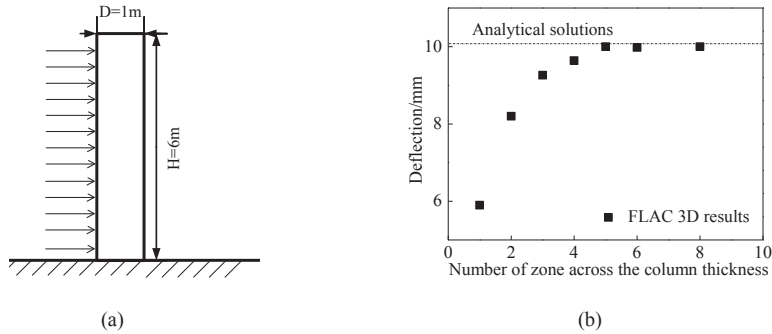 D=1m
H=6m
(a)
Analytical solutions
10
8
6
Deflection/mm
FLAC 3D results
0 2 4 6 8 10
Number of zone across the column thickness
(b)